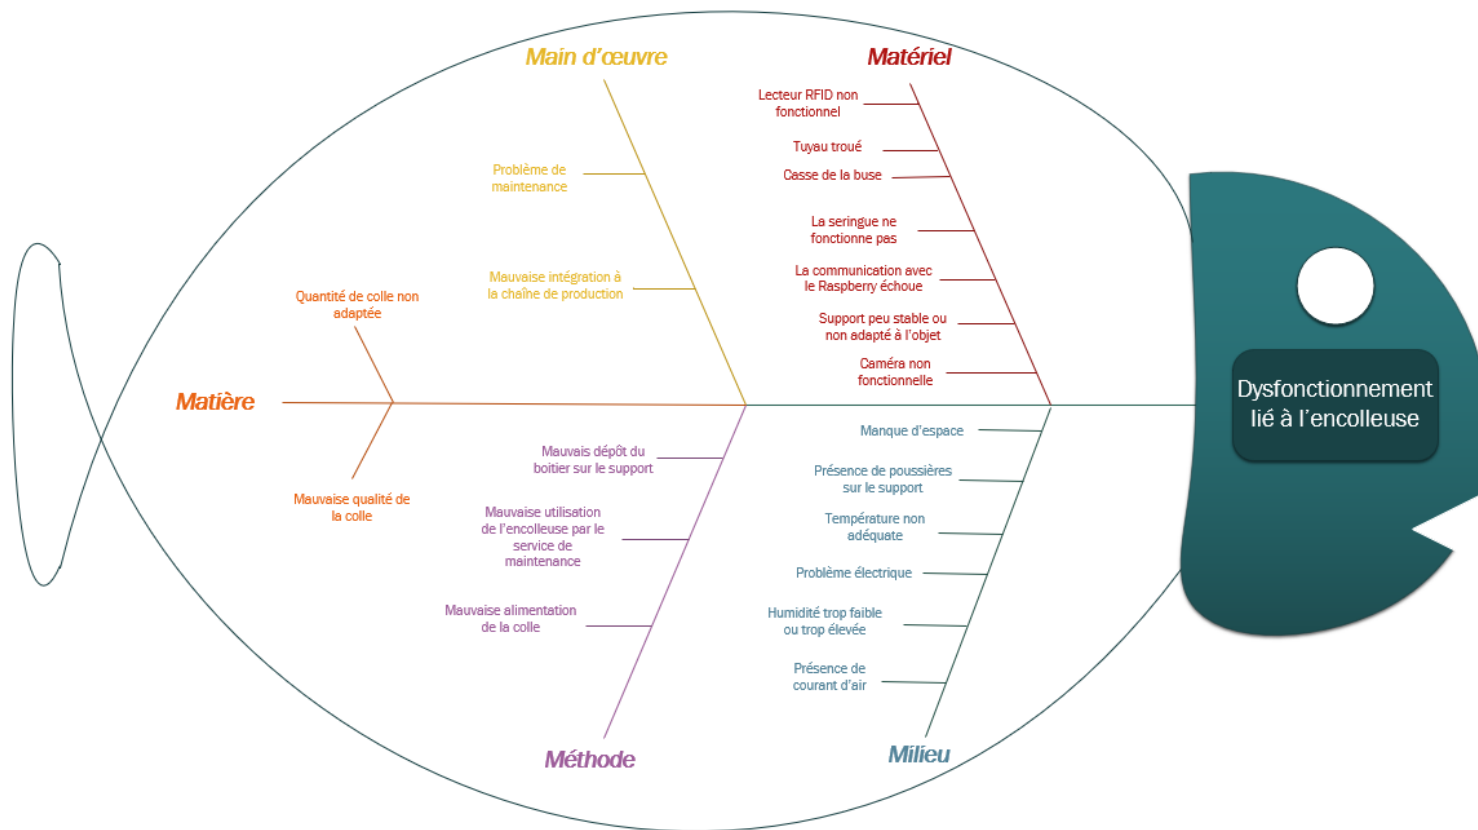 Main d'œuvre
Problème de
maintenance
Mauvaise intégration à
la chaîne de production
Matériel
Lecteur RFID non
fonctionnel
Tuyau troué
Casse de la buse
La seringue ne
fonctionne pas
La communication avec
le Raspberry échoue
Support peu stable ou
non adapté à l'objet
Caméra non
fonctionnelle
Matière
Quantité de colle non
adaptée
Mauvaise qualité de
la colle
Mauvais dépôt du
boitier sur le support
Mauvaise utilisation
de l'encolleuse par le
service de
maintenance
Mauvaise alimentation
de la colle
Méthode
Manque d'espace
Présence de poussières
sur le support
Température non
adéquate
Problème électrique
Humidité trop faible
ou trop élevée
Présence de
courant d'air
Milieu
Dysfonctionnement
lié à l'encolleuse